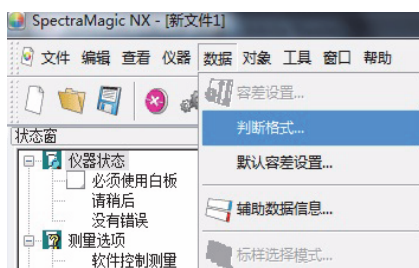 SpectraMagic NX - [新文件1]
文件 编辑 查看 仪器 数据 对象 工具 窗口 帮助
容差设置...
判断格式...
状态窗
默认容差设置...
仪器状态
必须使用白板
请稍后
辅助数据信息...
没有错误
测量选项
标样选择模式...
软件控制测量